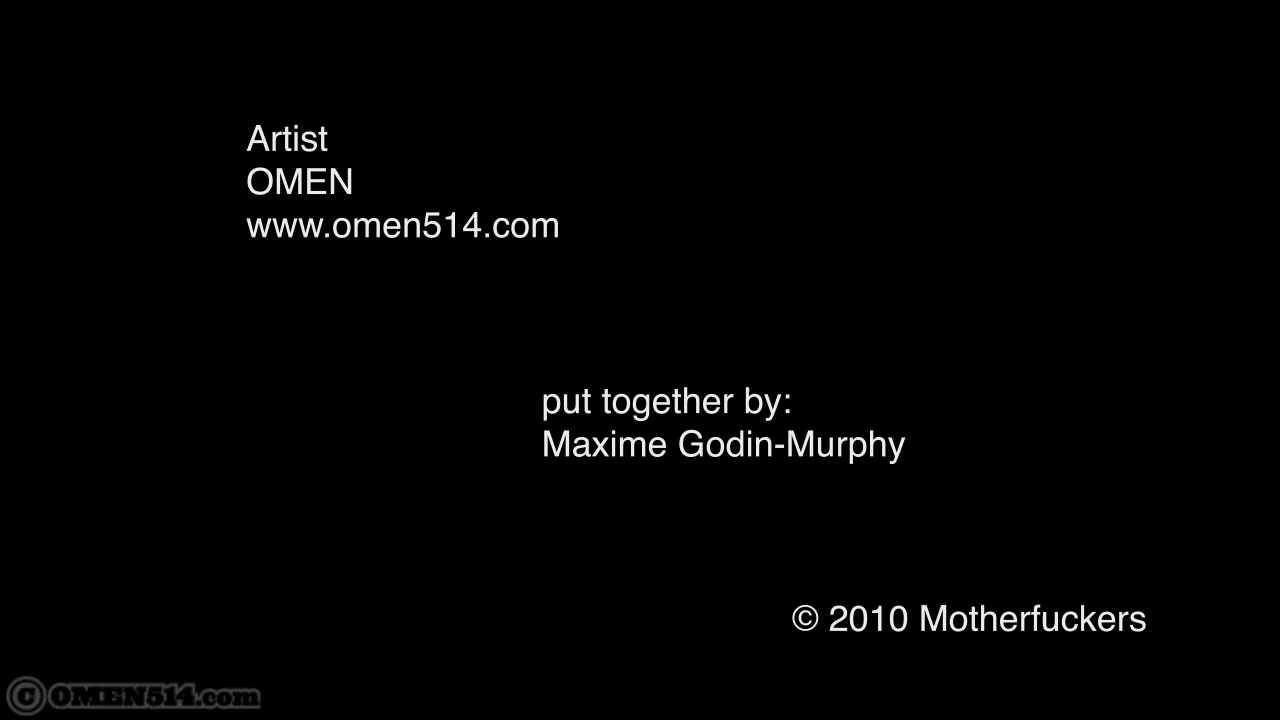 Artist
OMEN
www.omen514.com
put together by:
Maxime Godin-Murphy
© 2010 Motherfuckers
©OMEN514.com